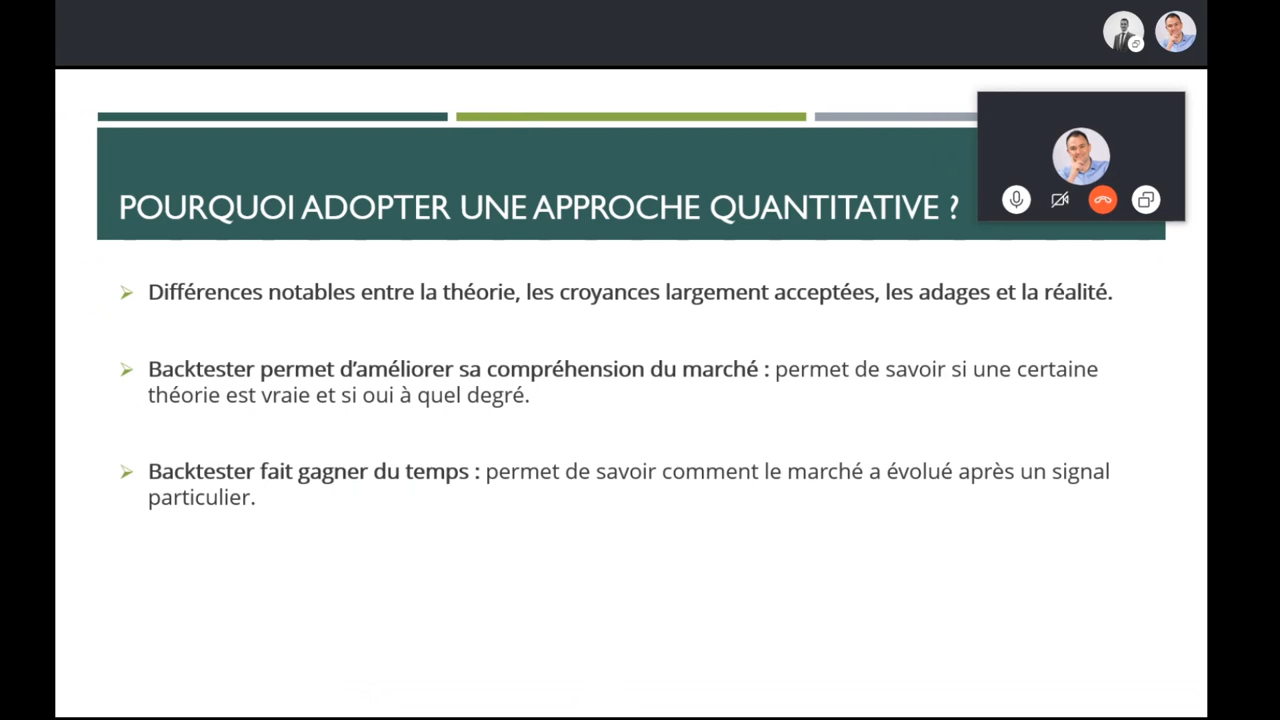 POURQUOI ADOPTER UNE APPROCHE QUANTITATIVE ?
Différences notables entre la théorie, les croyances largement acceptées, les adages et la réalité.
Backtester permet d’améliorer sa compréhension du marché : permet de savoir si une certaine
théorie est vraie et si oui à quel degré.
Backtester fait gagner du temps : permet de savoir comment le marché a évolué après un signal
particulier.